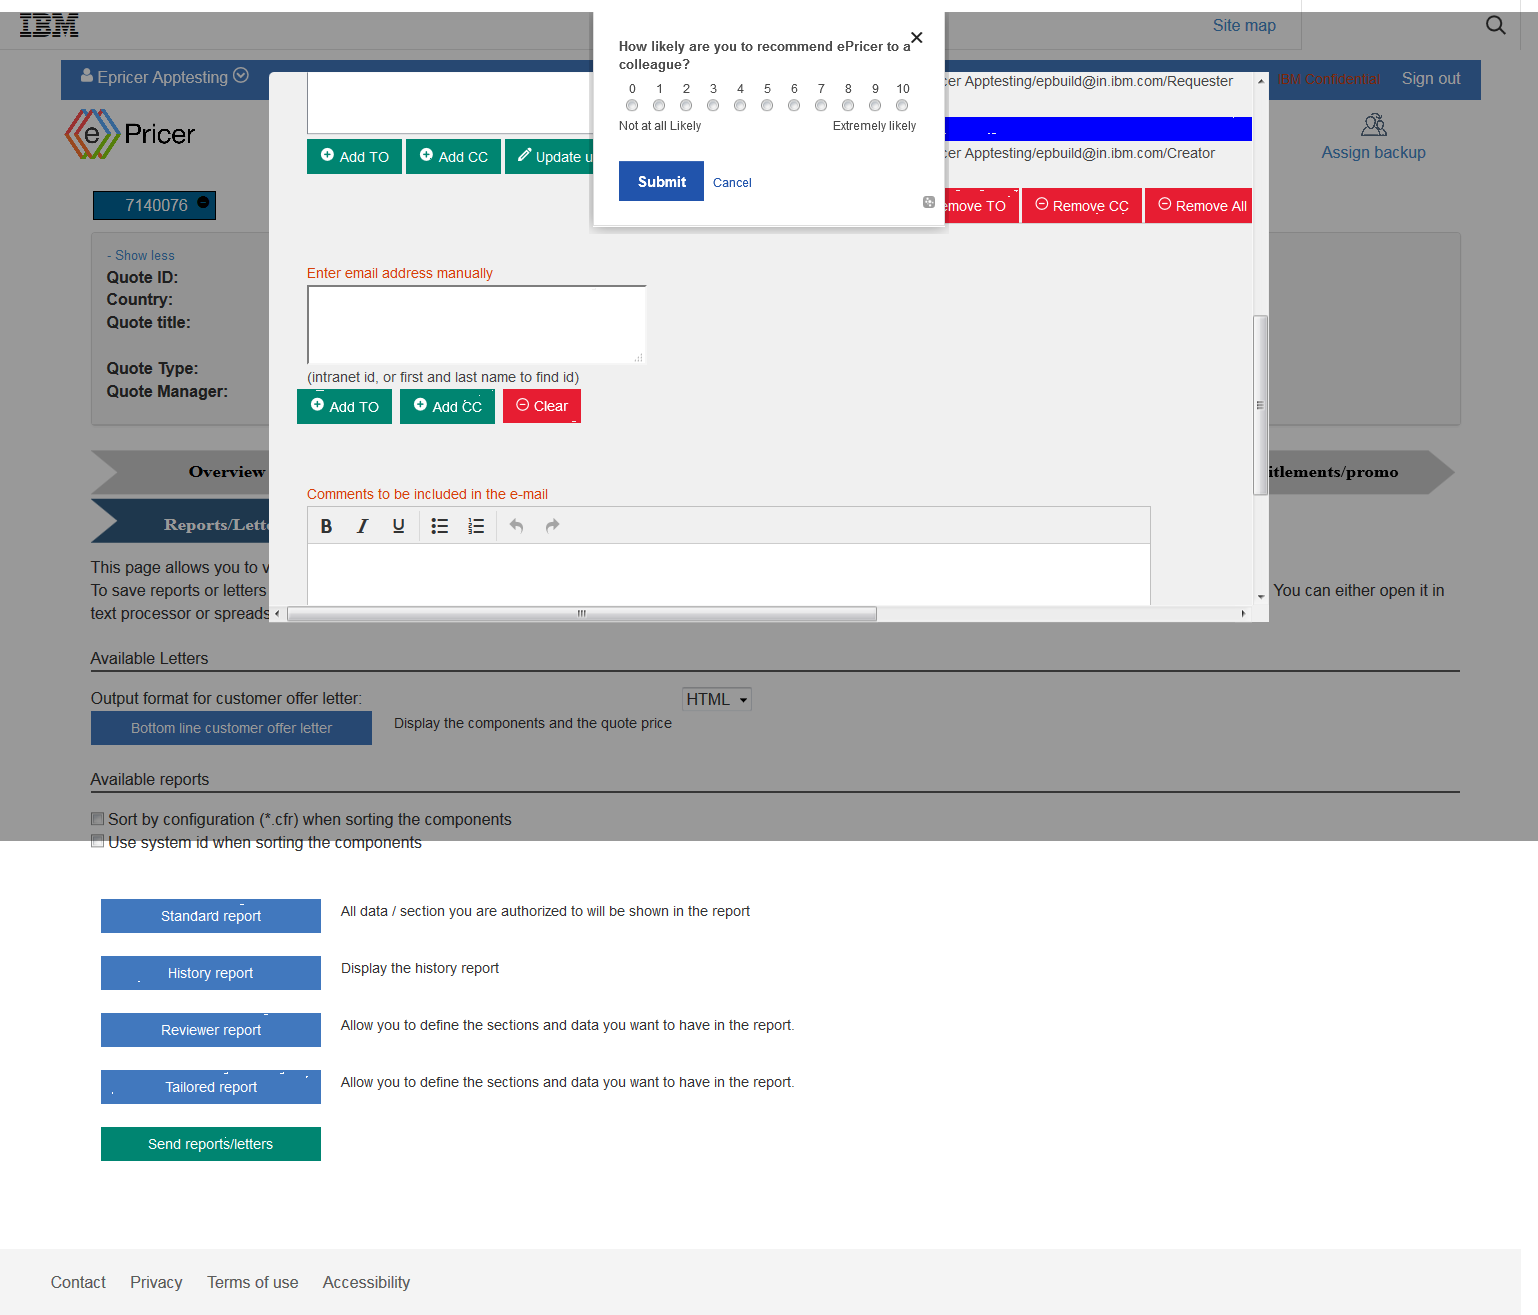 IBM
Site map
How likely are you to recommend ePricer to a
colleague?
0 1 2 3 4 5 6 7 8 9 10
Not at all Likely Extremely likely
Submit Cancel
Epricer Apptesting
IBM Confidential Sign out
ePricer
Assign backup
Apptesting/epbuild@in.ibm.com/Requester
Apptesting/epbuild@in.ibm.com/Creator
Add TO Add CC Update
TO Remove CC Remove All
7140076
- Show less
Quote ID:
Country:
Quote title:
Quote Type:
Quote Manager:
Enter email address manually
(intranet id, or first and last name to find id)
Add TO Add CC Clear
Overview
Reports/
Comments to be included in the e-mail
B I U
This page allows you to
To save reports or letters
You can either open it in
text processor or
Available Letters
Output format for customer offer letter: HTML
Bottom line customer offer letter Display the components and the quote price
Available reports
Sort by configuration (*.cfr) when sorting the components
Use system id when sorting the components
Standard report All data / section you are authorized to will be shown in the report
History report Display the history report
Reviewer report Allow you to define the sections and data you want to have in the report.
Tailored report Allow you to define the sections and data you want to have in the report.
Send reports/letters
Contact Privacy Terms of use Accessibility